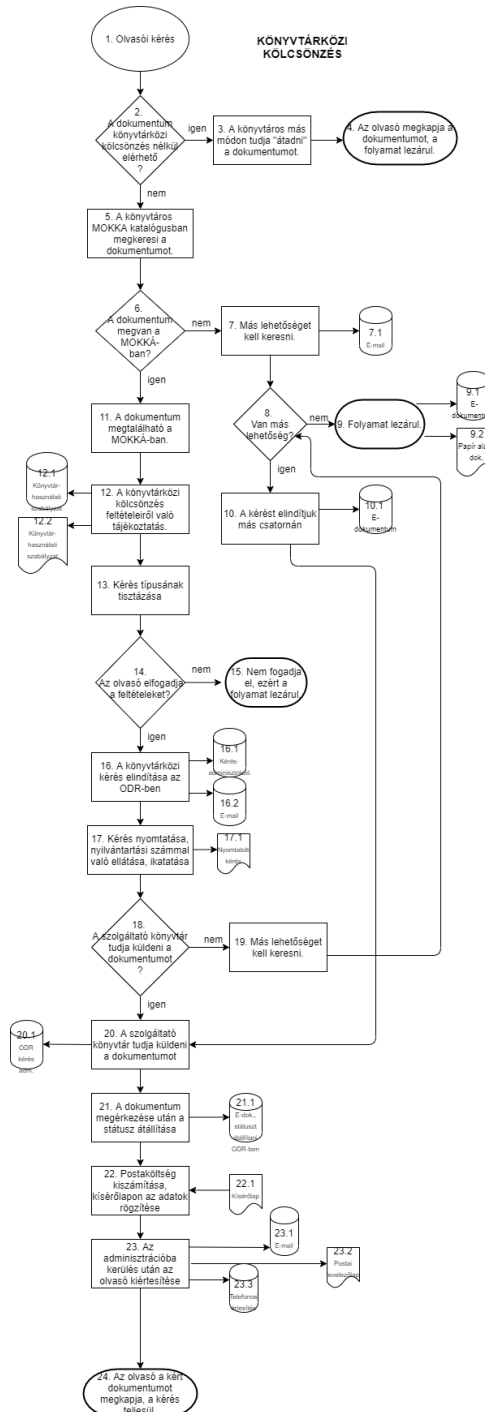 1. Olvasói kérés
KÖNYVTÁRKÖZI
KÖLCSÖNZÉS
2.
A dokumentum
könyvtárközi
kölcsönzés nélkül
elérhető
?
igen
3. A könyvtáros más
módon tudja "átadni"
a dokumentumot.
4. Az olvasó megkapja a
dokumentumot, a
folyamat lezárul.
nem
5. A könyvtáros
MOKKA katalógusban
megkeresi a
dokumentumot.
6.
A dokumentum
megvan a
MOKKÁ-
ban?
nem
7. Más lehetőséget
kell keresni.
7.1
E-mail
igen
8.
Van más
lehetőség?
nem
9. Folyamat lezárul.
9.1
E-
dokumentum
9.2
Papír alapú
dok.
11. A dokumentum
megtalálható a
MOKKÁ-ban.
igen
10. A kérést elindítjuk
más csatornán
10.1
E-
dokumentum
12.1
Könyvtár-
használati
szabályzat
12.2
Könyvtár-
használati
szabályzat
12. A könyvtárközi
kölcsönzés
feltételeiről való
tájékoztatás.
13. Kérés típusának
tisztázása
14.
Az olvasó elfogadja
a feltételeket?
nem
15. Nem fogadja
el, ezért a
folyamat lezárul.
igen
16. A könyvtárközi
kérés elindítása az
ODR-ben
16.1
Kérés-
adminisztráció
16.2
E-mail
17. Kérés nyomtatása,
nyilvántartási számmal
való ellátása, ikatatása
17.1
Nyomtatott
kérés
18.
A szolgáltató könyvtár
tudja küldeni a
dokumentumot
?
nem
19. Más lehetőséget
kell keresni.
igen
20.1
ODR
kérés
adm.
20. A szolgáltató
könyvtár tudja küldeni
a dokumentumot
21. A dokumentum
megérkezése után a
státusz átállítása
21.1
E-dok.,
státuszt
átállítani
ODR-ben
22. Postaköltség
kiszámítása,
kísérőlapon az adatok
rögzítése
22.1
Kísérőlap
23. Az
adminisztrációba
kerülés után az
olvasó kiértesítése
23.1
E-mail
23.2
Postai
levelezőlap
23.3
Telefonos
értesítés
24. Az olvasó a kért
dokumentumot
megkapja, a kérés
teljesül.